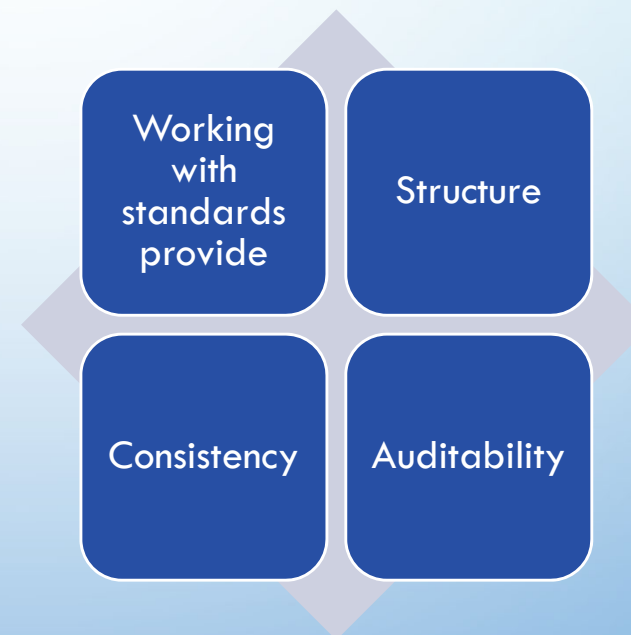 Working
with
standards
provide
Structure
Consistency
Auditability